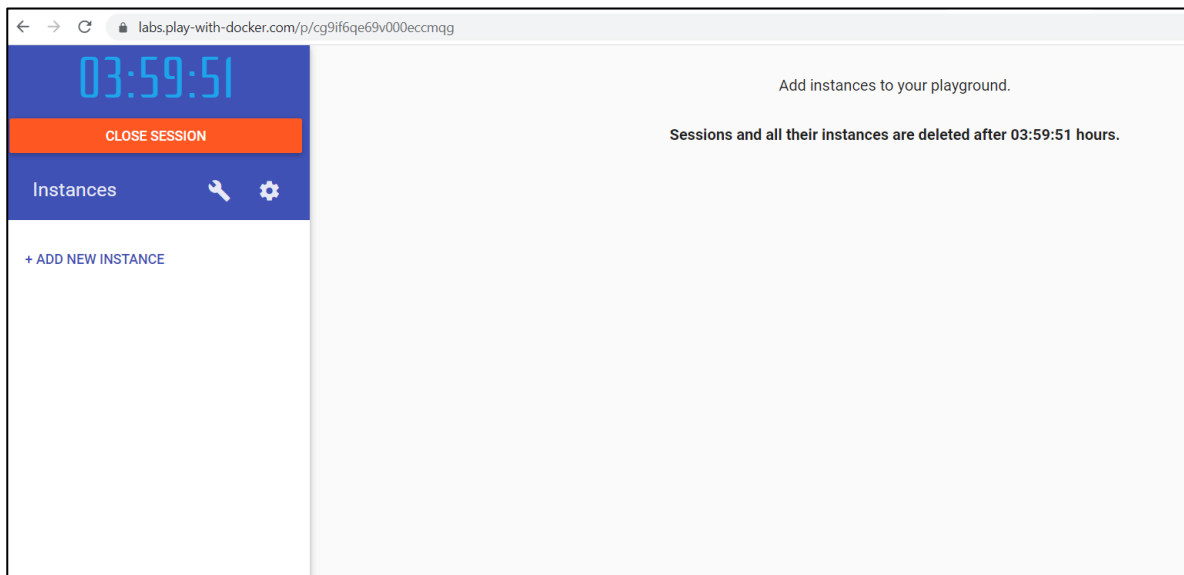 labs.play-with-docker.com/p/cg9if6qe69v000eccmqg
03:59:51
CLOSE SESSION
Instances
+ ADD NEW INSTANCE
Add instances to your playground.
Sessions and all their instances are deleted after 03:59:51 hours.